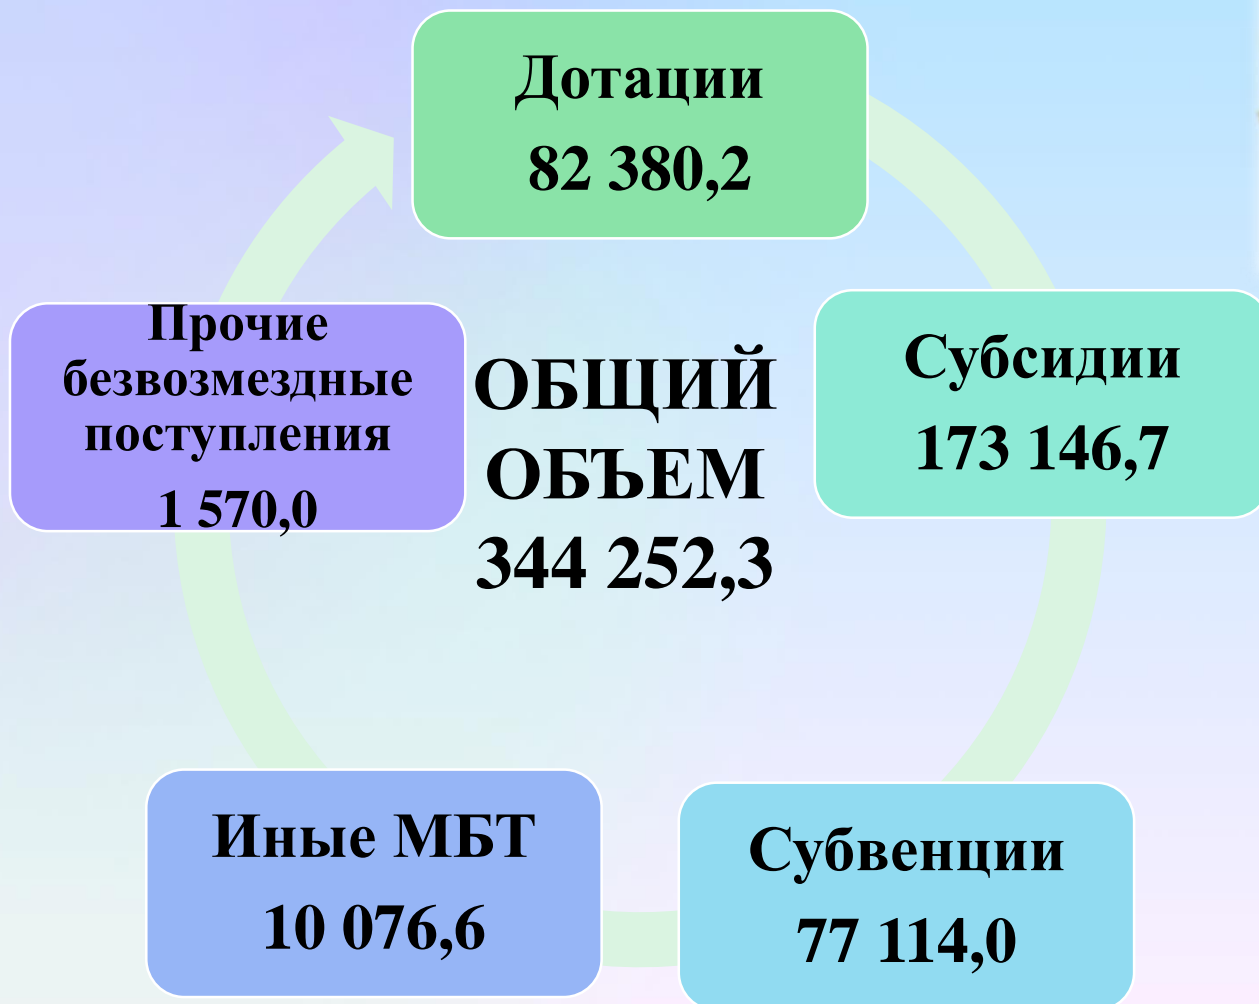 Дотации
82 380,2
Субсидии
173 146,7
Субвенции
77 114,0
Иные МБТ
10 076,6
Прочие
безвозмездные
поступления
1 570,0
ОБЩИЙ
ОБЪЕМ
344 252,3